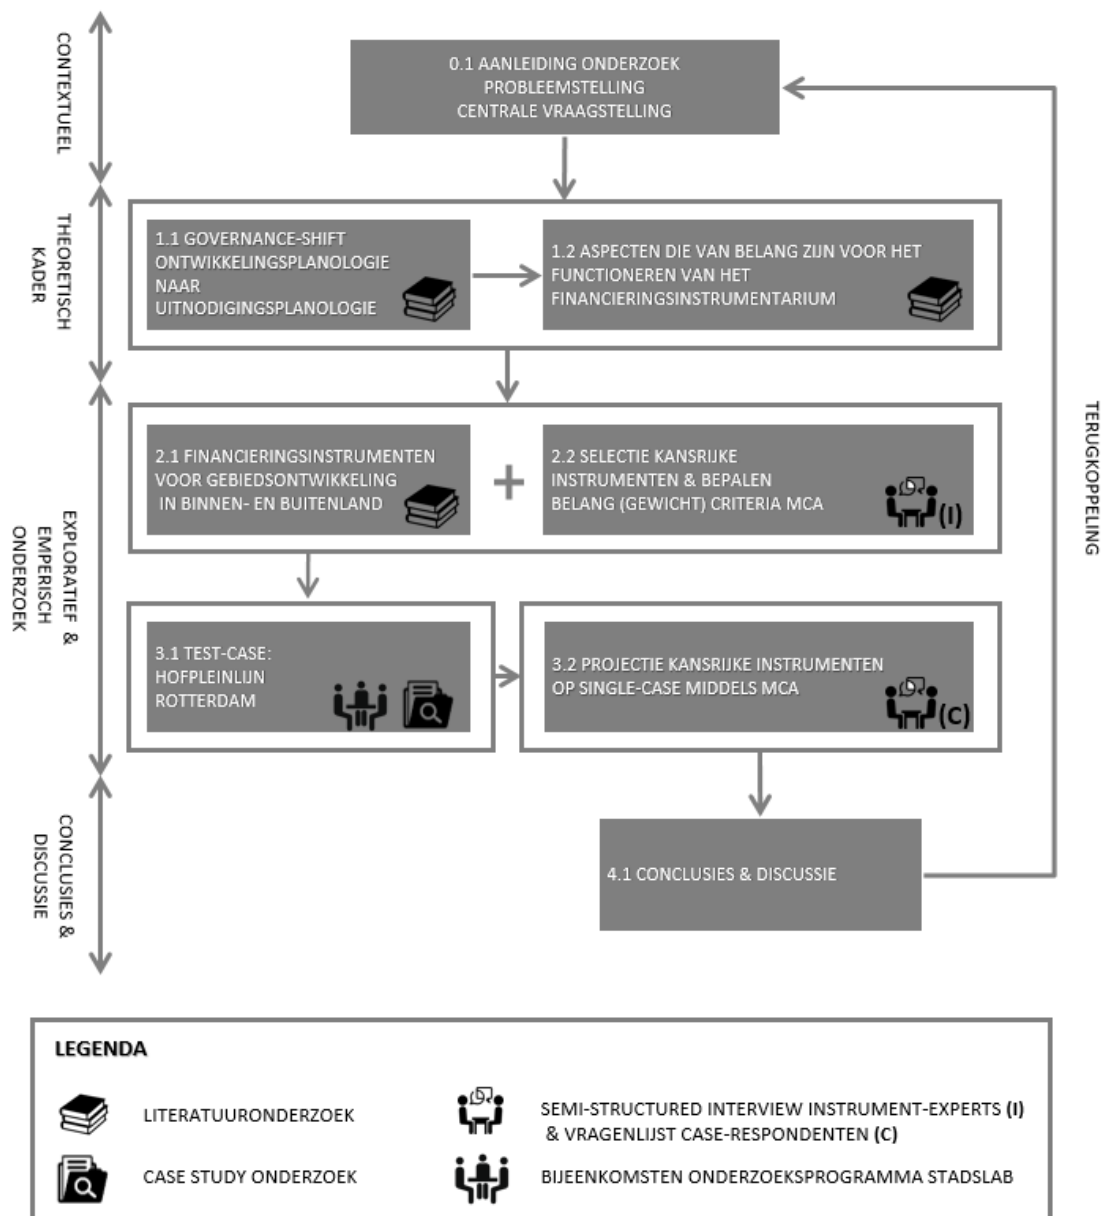 CONTEXTUEEL
0.1 AANLEIDING ONDERZOEK
PROBLEEMSTELLING
CENTRALE VRAAGSTELLING
THEORETISCH
KADER
1.1 GOVERNANCE-SHIFT
ONTWIKKELINGSPLANOLOGIE
NAAR
UITNODIGINGSPLANOLOGIE
1.2 ASPECTEN DIE VAN BELANG ZIJN VOOR HET
FUNCTIONEREN VAN HET
FINANCIERINGSINSTRUMENTARIUM
EXPLORATIEF &
EMPERISCH
ONDERZOEK
2.1 FINANCIERINGSINSTRUMENTEN
VOOR GEBIEDSONTWIKKELING
IN BINNEN- EN BUITENLAND
+
2.2 SELECTIE KANSRIJKE
INSTRUMENTEN & BEPALEN
BELANG (GEWICHT) CRITERIA MCA
(I)
3.1 TEST-CASE:
HOFPLEINLIJN
ROTTERDAM
3.2 PROJECTIE KANSRIJKE INSTRUMENTEN
OP SINGLE-CASE MIDDELS MCA
(C)
CONCLUSIES &
DISCUSSIE
4.1 CONCLUSIES & DISCUSSIE
TERUGKOPPELING
LEGENDA
LITERATUURONDERZOEK
CASE STUDY ONDERZOEK
SEMI-STRUCTURED INTERVIEW INSTRUMENT-EXPERTS (I)
& VRAGENLIJST CASE-RESPONDENTEN (C)
BIJEENKOMSTEN ONDERZOEKSPROGRAMMA STADSLAB